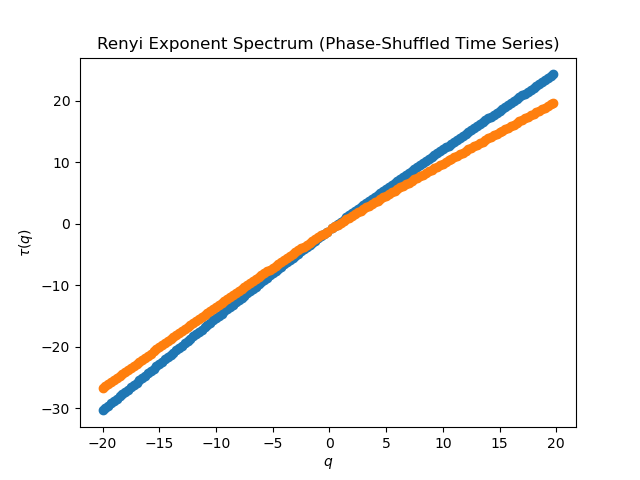 Renyi Exponent Spectrum (Phase-Shuffled Time Series)
τ(q)
20
10
0
−10
−20
−30
−20 −15 −10 −5 0 5 10 15 20
q